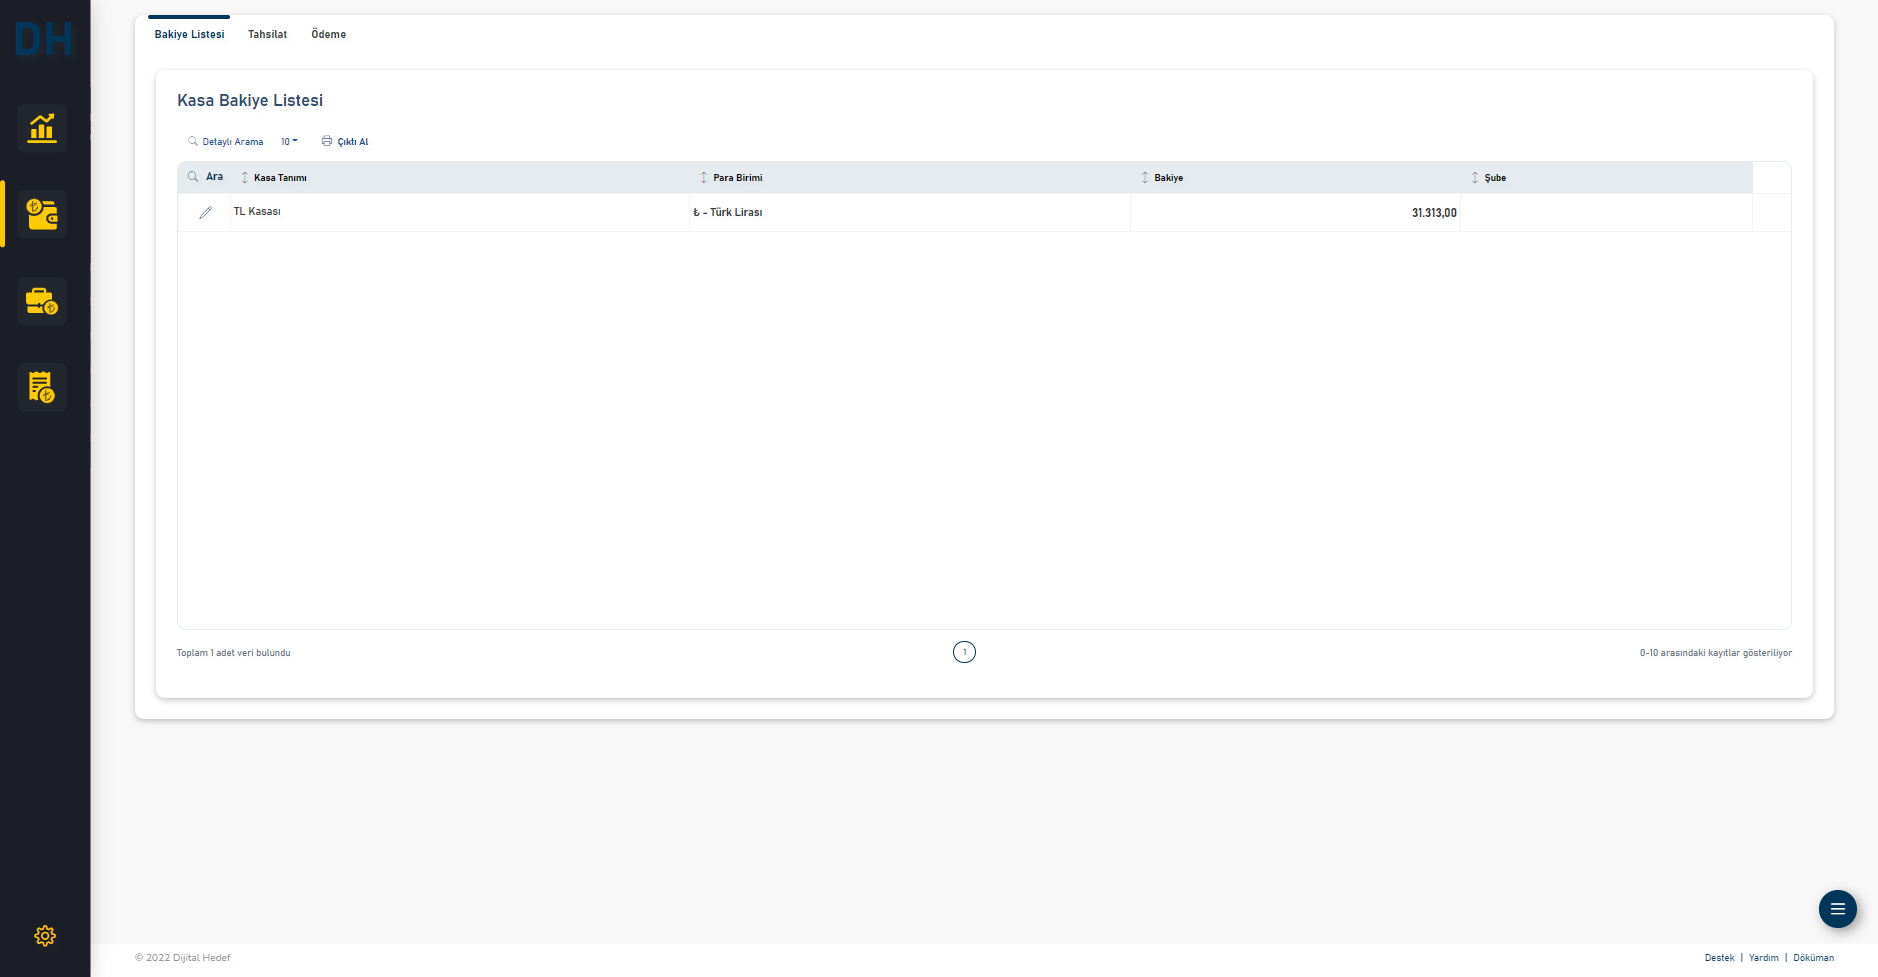 DH
Bakiye Listesi Tahsilat Ödeme
Kasa Bakiye Listesi
Detaylı Arama 10 Çıktı Al
Ara Kasa Tanımı Para Birimi Bakiye Şube
TL Kasası ₺ - Türk Lirası 31.313,00
Toplam 1 adet veri bulundu 1 0-10 arasındaki kayıtlar gösteriliyor
© 2022 Dijital Hedef Destek | Yardım | Döküman